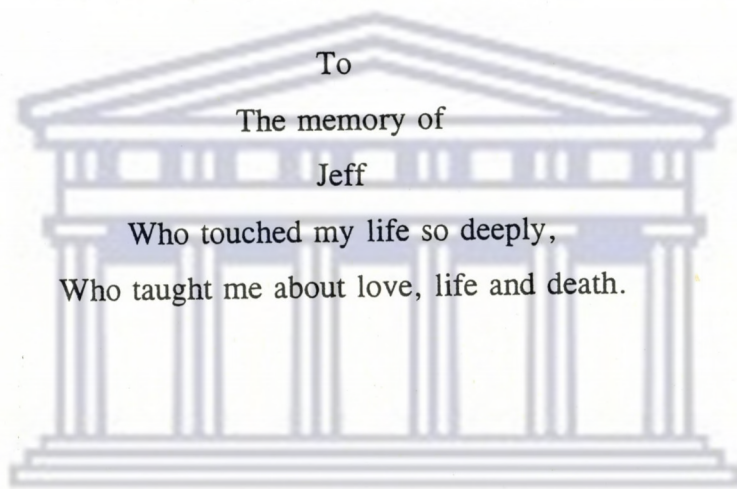 To
The memory of
Jeff
Who touched my life so deeply,
Who taught me about love, life and death.